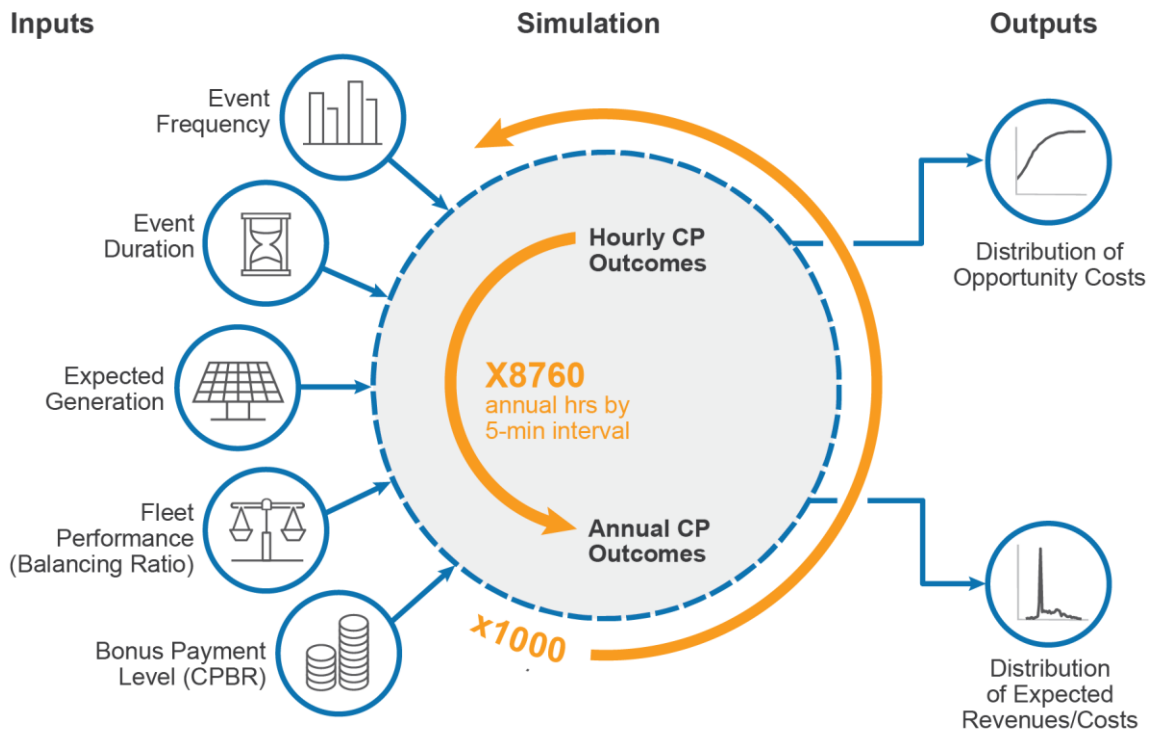 Inputs
Simulation
Outputs
Event
Frequency
Event
Duration
Expected
Generation
Fleet
Performance
(Balancing Ratio)
Bonus Payment
Level (CPBR)
Hourly CP
Outcomes
X8760
annual hrs by
5-min interval
Annual CP
Outcomes
x1000
Distribution of
Opportunity Costs
Distribution
of Expected
Revenues/Costs